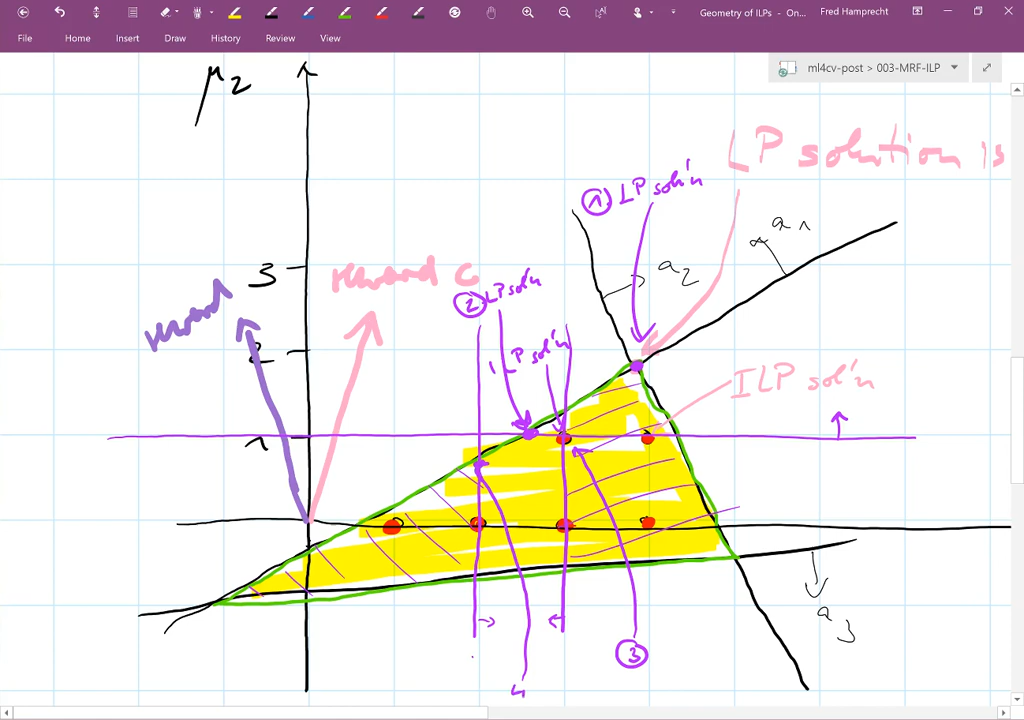 Geometry of ILPs – On...
Fred Hamprecht
File
Home
Insert
Draw
History
Review
View
ml4cv-post > 003-MRF-ILP
μ2
LP solution is
① LP sol'n
a1
a2
3
reward c
② LP sol'n
reward
2
LP sol'n
ILP sol'n
1
a3
③
4